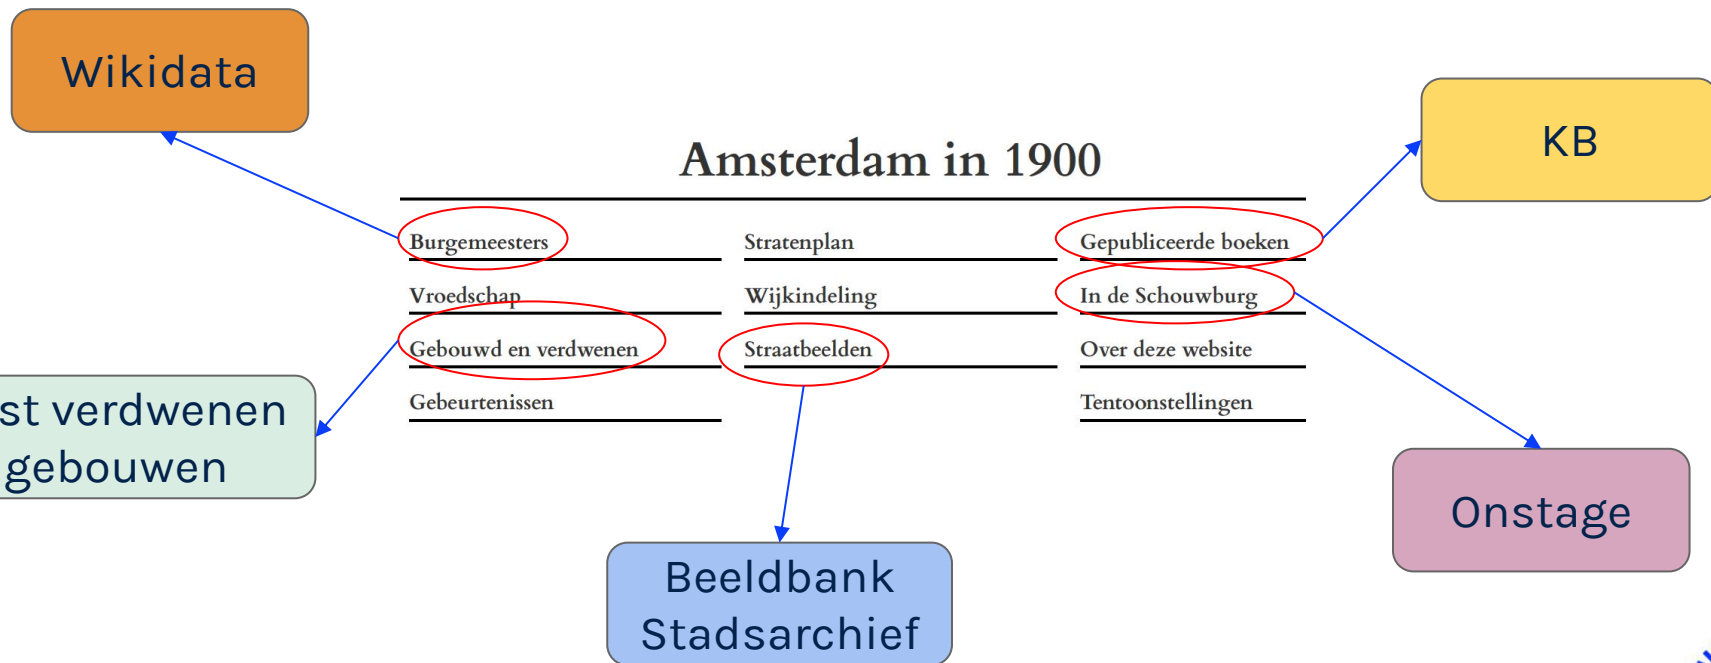 Wikidata
KB
Amsterdam in 1900
Burgemeesters
Stratenplan
Gepubliceerde boeken
Vroedschap
Wijkindeling
In de Schouwburg
Gebouwd en verdwenen
Straatbeelden
Over deze website
Gebeurtenissen
Tentoonstellingen
verdwenen
gebouwen
Onstage
Beeldbank
Stadsarchief